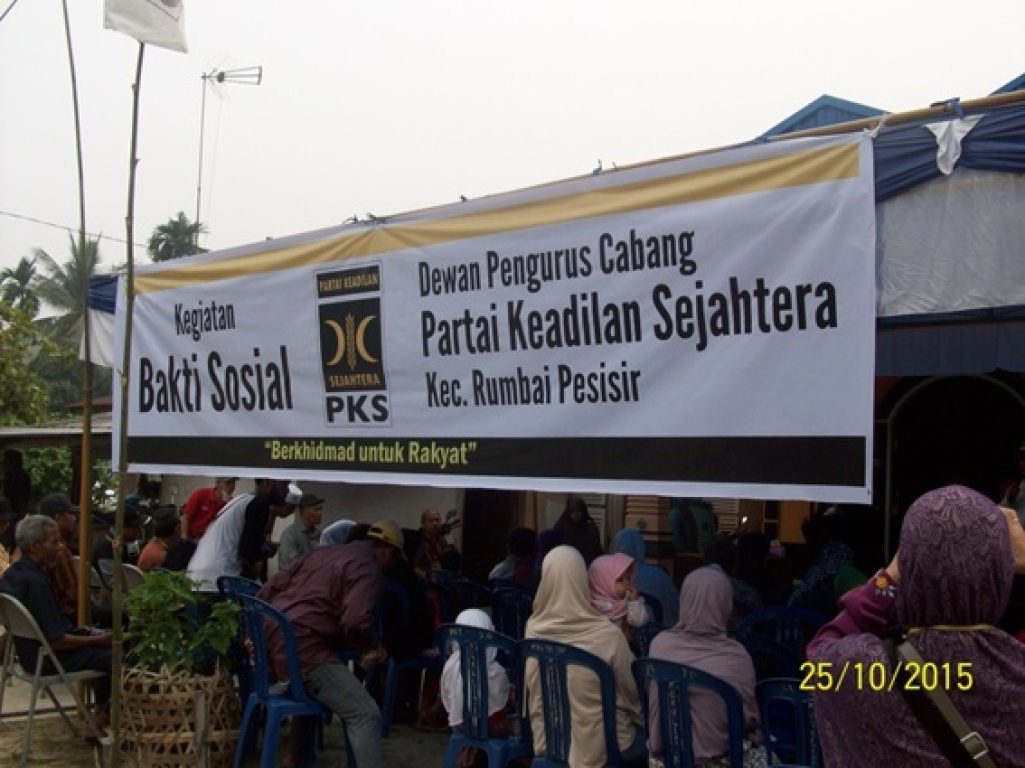 Kegiatan
Bakti Sosial
PARTAI KEADILAN
SEJAHTERA
PKS
Dewan Pengurus Cabang
Partai Keadilan Sejahtera
Kec. Rumbai Pesisir
"Berkhidmad untuk Rakyat"
25/10/2015